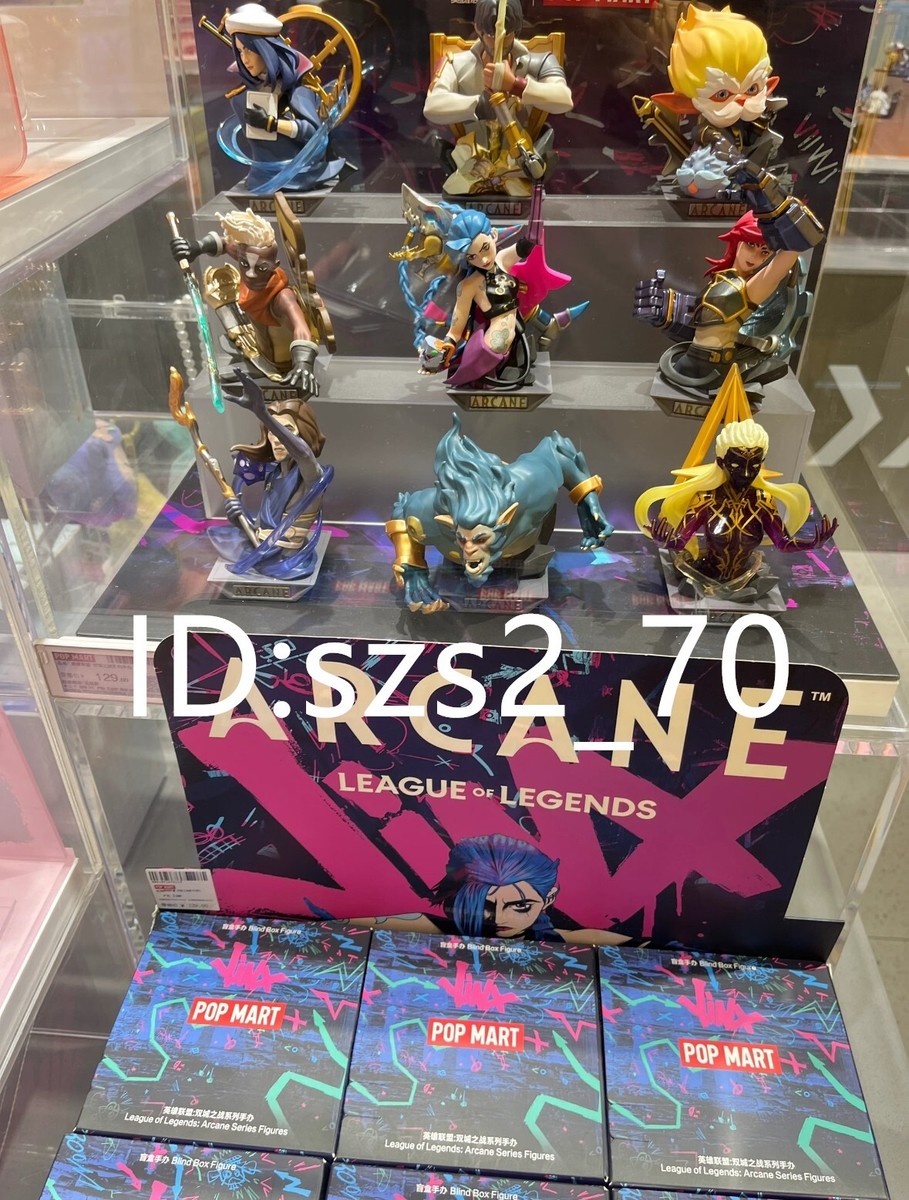 POP MART
ARCANE
ARCANE
ARCANE
ARCANE
ARCANE
ARCANE
ARCANE
ARCANE
POP MART
129
ID:szs2_70
ARCANE™
LEAGUE OF LEGENDS
JINX
盲盒手办 Blind Box Figure
盲盒手办 Blind Box Figure
盲盒手办 Blind Box Figure
Jinx
Jinx
Jinx
POP MART
POP MART
POP MART
英雄联盟:双城之战系列手办
League of Legends: Arcane Series Figures
英雄联盟:双城之战系列手办
League of Legends: Arcane Series Figures
英雄联盟:双城之战系列手办
League of Legends: Arcane Series Figures
盲盒手办 Blind Box Figure
盲盒手办 Blind Box Figure